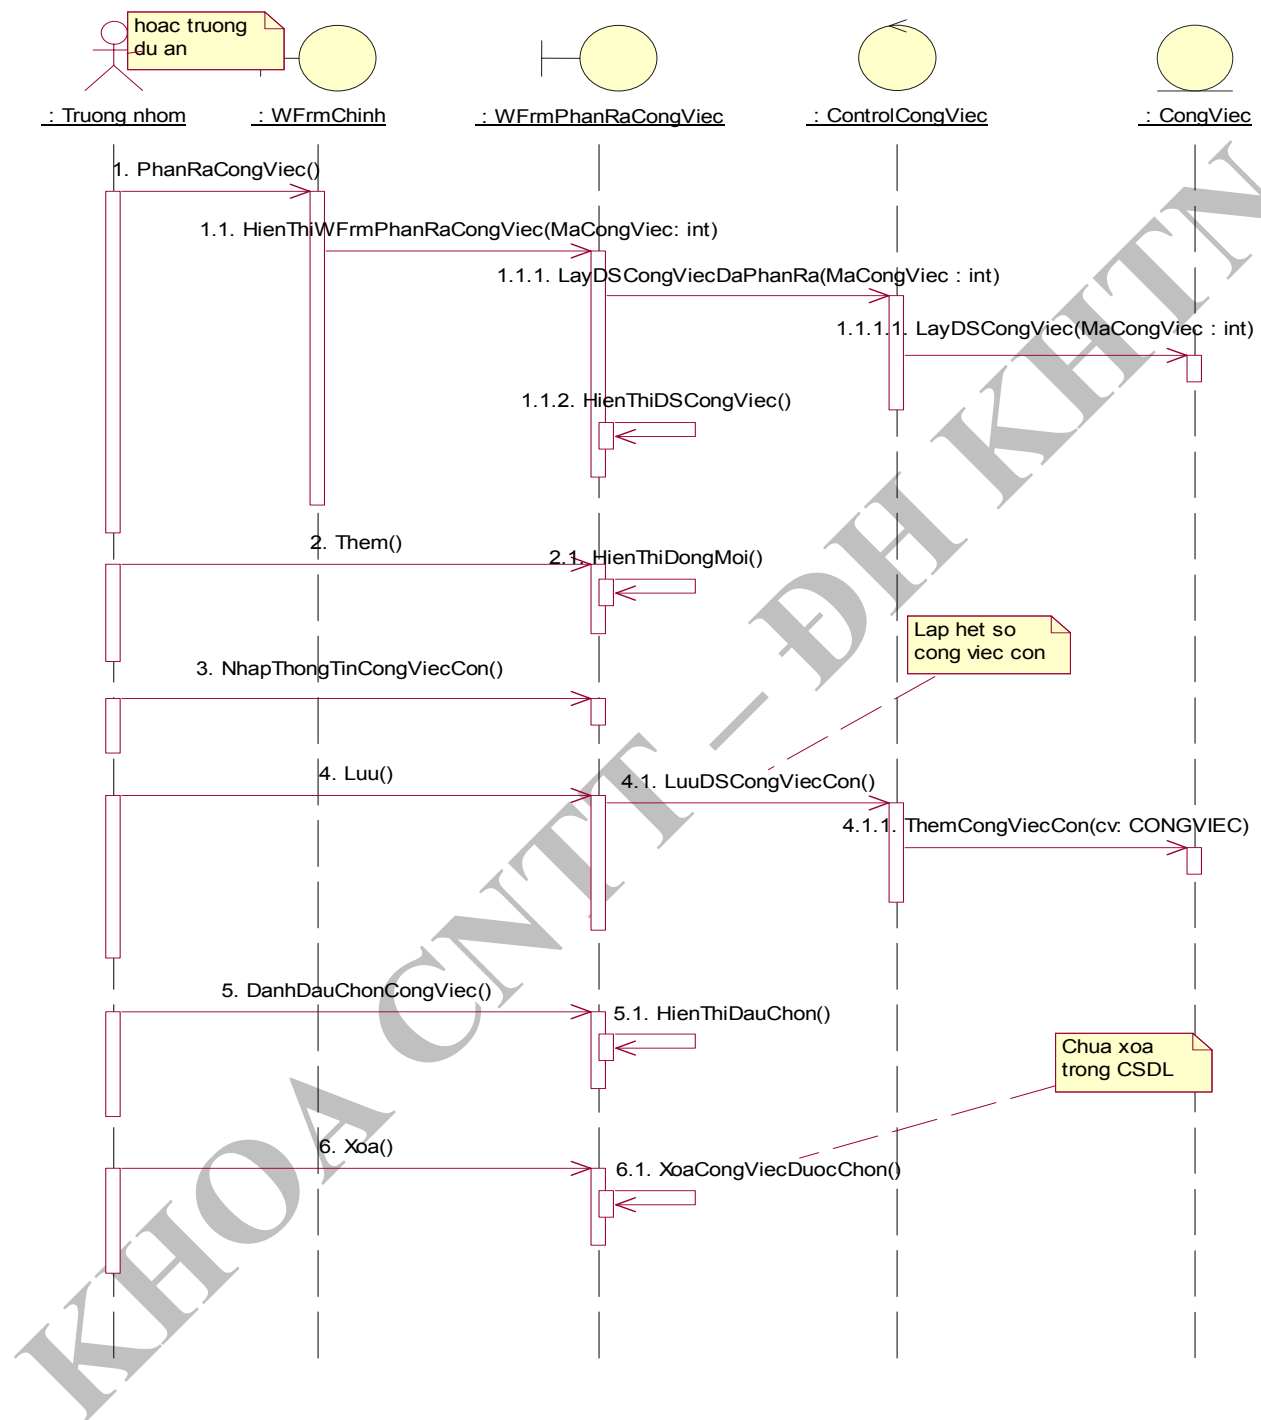 hoac truong
du an
: Truong nhom
: WFrmChinh
: WFrmPhanRaCongViec
: ControlCongViec
: CongViec
1. PhanRaCongViec()
1.1. HienThiWFrmPhanRaCongViec(MaCongViec: int)
1.1.1. LayDSCongViecDaPhanRa(MaCongViec : int)
1.1.1.1. LayDSCongViec(MaCongViec : int)
1.1.2. HienThiDSCongViec()
2. Them()
2.1. HienThiDongMoi()
Lap het so
cong viec con
3. NhapThongTinCongViecCon()
4. Luu()
4.1. LuuDSCongViecCon()
4.1.1. ThemCongViecCon(cv: CONGVIEC)
5. DanhDauChonCongViec()
5.1. HienThiDauChon()
Chua xoa
trong CSDL
6. Xoa()
6.1. XoaCongViecDuocChon()
KHOA CNTT – ĐH KHTN